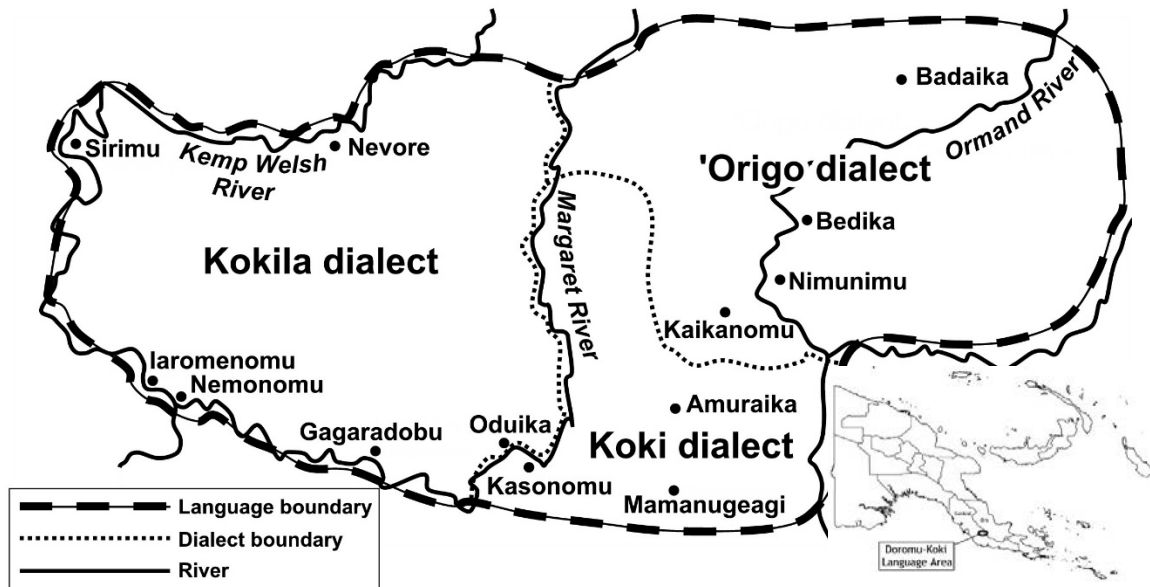 Badaika
Ormand River
Sirimu
Kemp Welsh
River
Nevore
'Origo dialect
Margaret River
Bedika
Kokila dialect
Nimunimu
Kaikanomu
Iaromenomu
Nemonomu
Amuraika
Gagaradobu
Oduika
Koki dialect
Kasonomu
Mamanugeagi
Language boundary
Dialect boundary
River
Doromu-Koki
Language Area